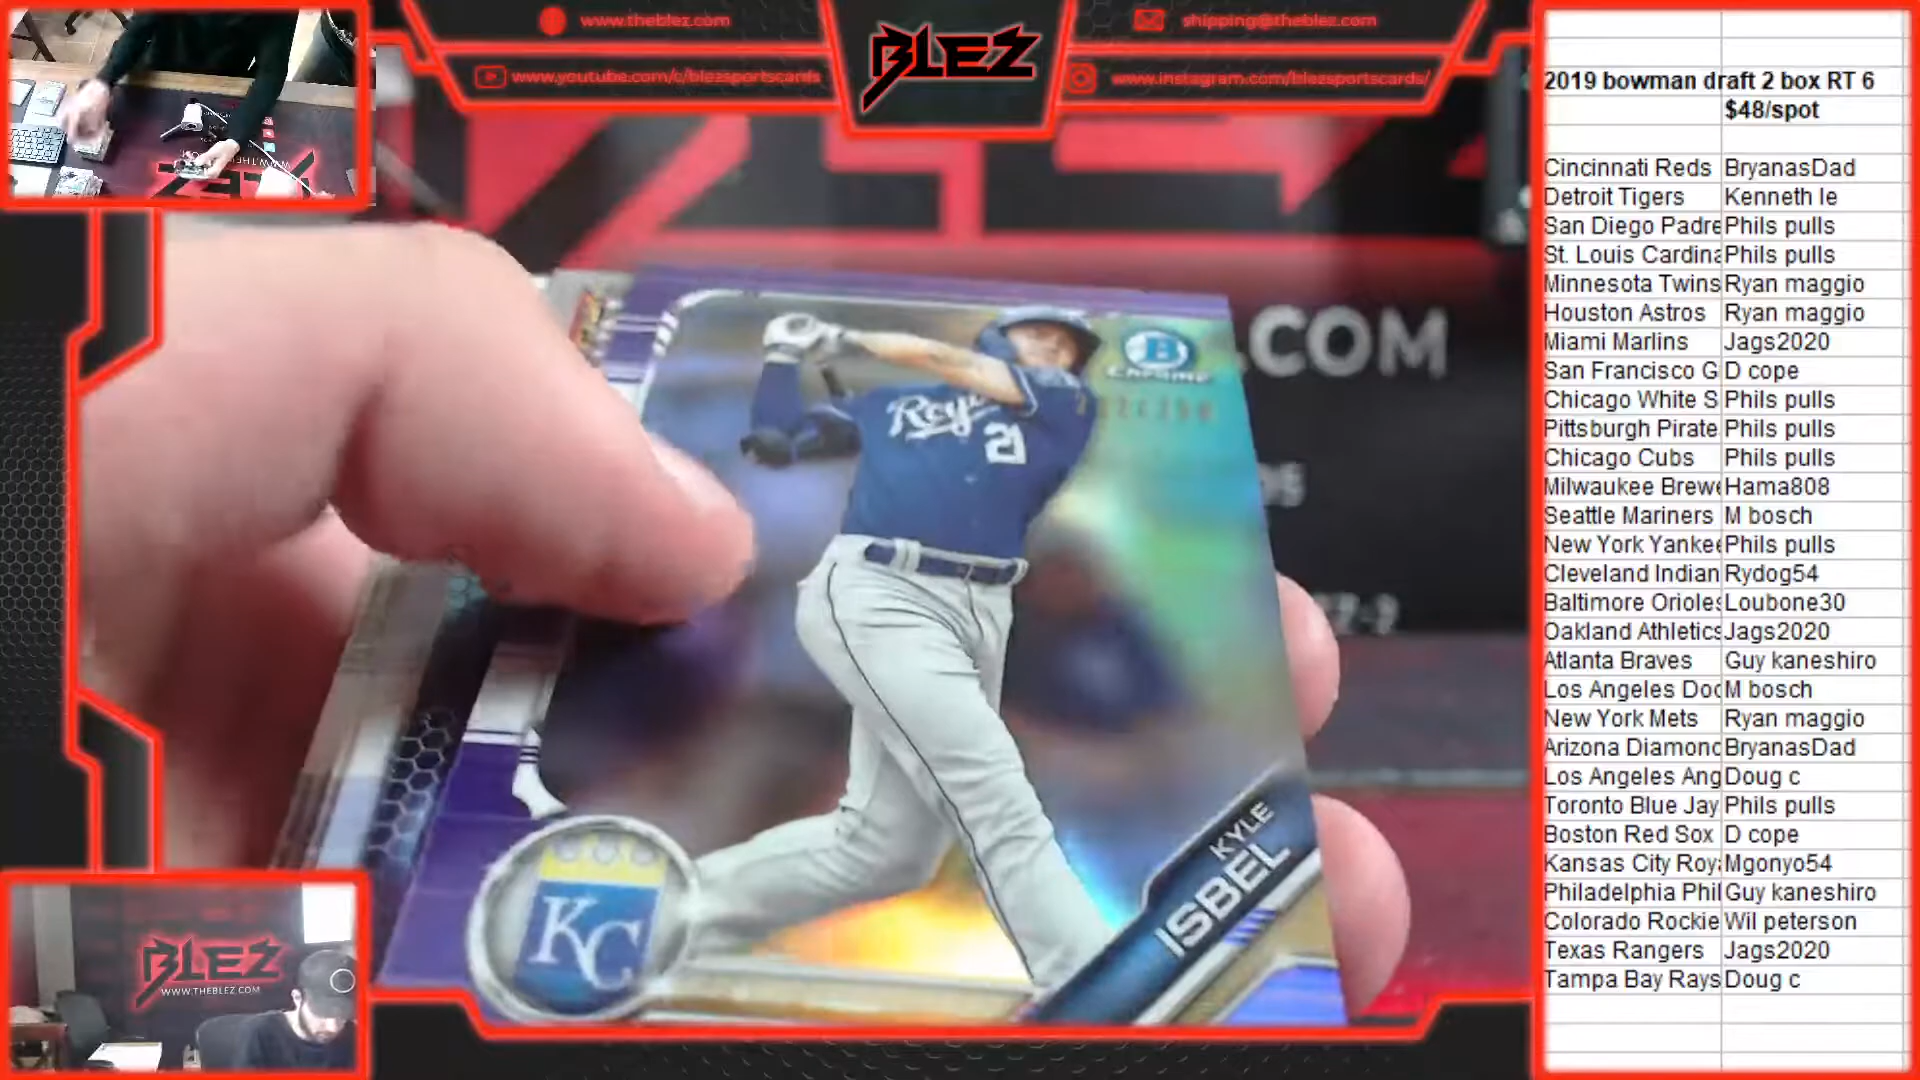 www.theblez.com
shipping@theblez.com
BLEZ
www.youtube.com/c/blezsportscards
www.instagram.com/blezsportscards/
2019 bowman draft 2 box RT 6
$48/spot
Cincinnati Reds BryanasDad
Detroit Tigers Kenneth le
San Diego Padre Phils pulls
St. Louis Cardina Phils pulls
Minnesota Twins Ryan maggio
Houston Astros Ryan maggio
Miami Marlins Jags2020
San Francisco G D cope
Chicago White S Phils pulls
Pittsburgh Pirate Phils pulls
Chicago Cubs Phils pulls
Milwaukee Brewe Hama808
Seattle Mariners M bosch
New York Yankee Phils pulls
Cleveland Indian Rydog54
Baltimore Orioles Loubone30
Oakland Athletics Jags2020
Atlanta Braves Guy kaneshiro
Los Angeles Doc M bosch
New York Mets Ryan maggio
Arizona Diamond BryanasDad
Los Angeles Ang Doug c
Toronto Blue Jay Phils pulls
Boston Red Sox D cope
Kansas City Roya Mgonyo54
Philadelphia Phil Guy kaneshiro
Colorado Rockie Wil peterson
Texas Rangers Jags2020
Tampa Bay Rays Doug c
.COM
B
CHROME
Royals
21
KYLE
ISBEL
KC
BLEZ
WWW.THEBLEZ.COM